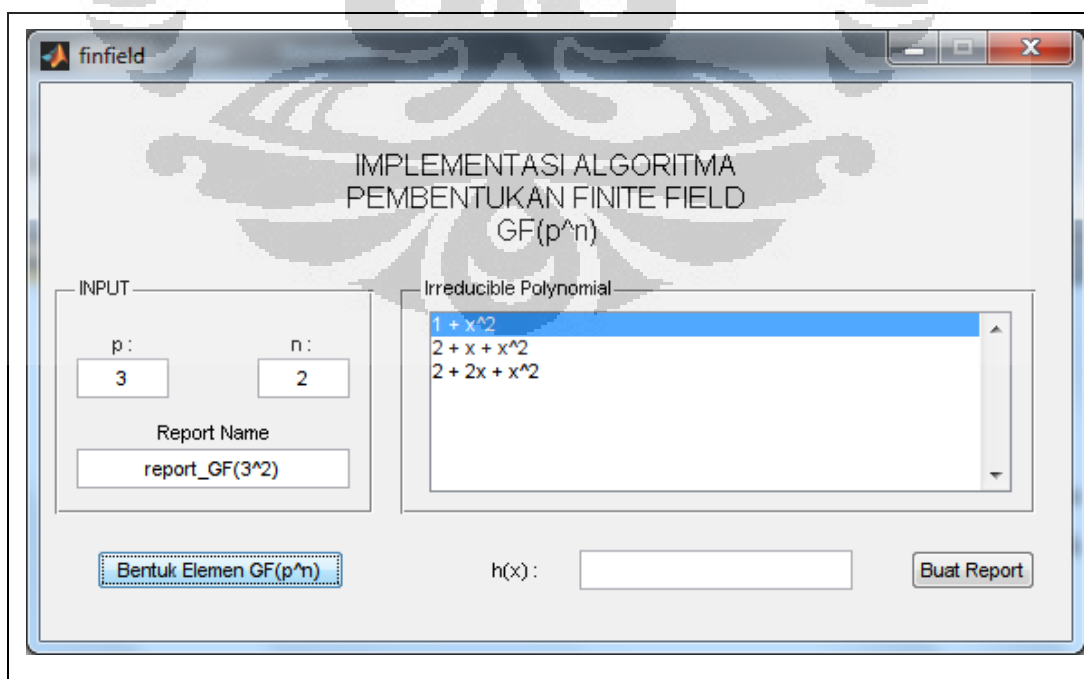 finfield
IMPLEMENTASI ALGORITMA
PEMBENTUKAN FINITE FIELD
GF(p^n)
INPUT
p :
n :
3
2
Report Name
report_GF(3^2)
Irreducible Polynomial
1 + x^2
2 + x + x^2
2 + 2x + x^2
Bentuk Elemen GF(p^n)
h(x) :
Buat Report